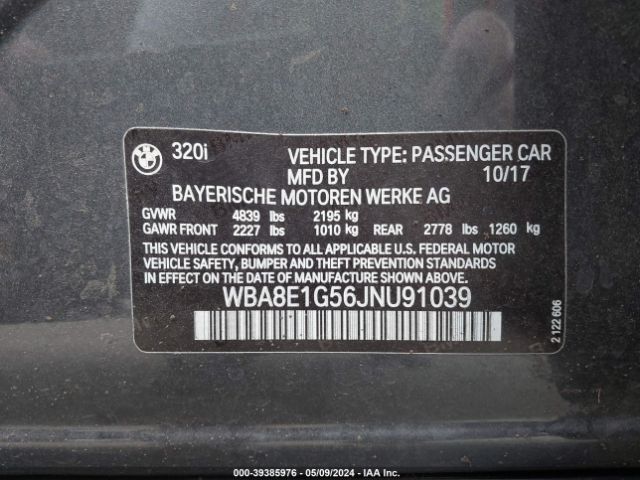 320i VEHICLE TYPE: PASSENGER CAR
MFD BY 10/17
BAYERISCHE MOTOREN WERKE AG
GVWR 4839 lbs 2195 kg
GAWR FRONT 2227 lbs 1010 kg REAR 2778 lbs 1260 kg
THIS VEHICLE CONFORMS TO ALL APPLICABLE U.S. FEDERAL MOTOR
VEHICLE SAFETY, BUMPER AND THEFT PREVENTION STANDARDS
IN EFFECT ON THE DATE OF MANUFACTURE SHOWN ABOVE.
WBA8E1G56JNU91039
2 122 606
000-39385976 - 05/09/2024 - IAA Inc.